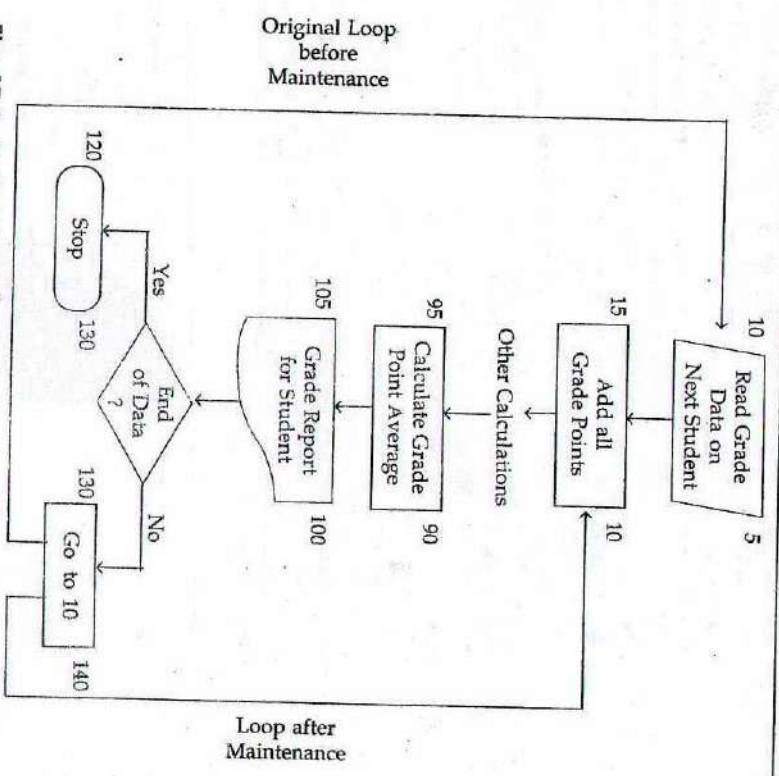 Original Loop
before
Maintenance
10
Read Grade
Data on
Next Student
5
15
Add all
Grade Points
10
Other Calculations
95
Calculate Grade
Point Average
90
105
Grade Report
for Student
100
End
of Data
?
Yes
No
120
Stop
130
130
Go to 10
140
Loop after
Maintenance